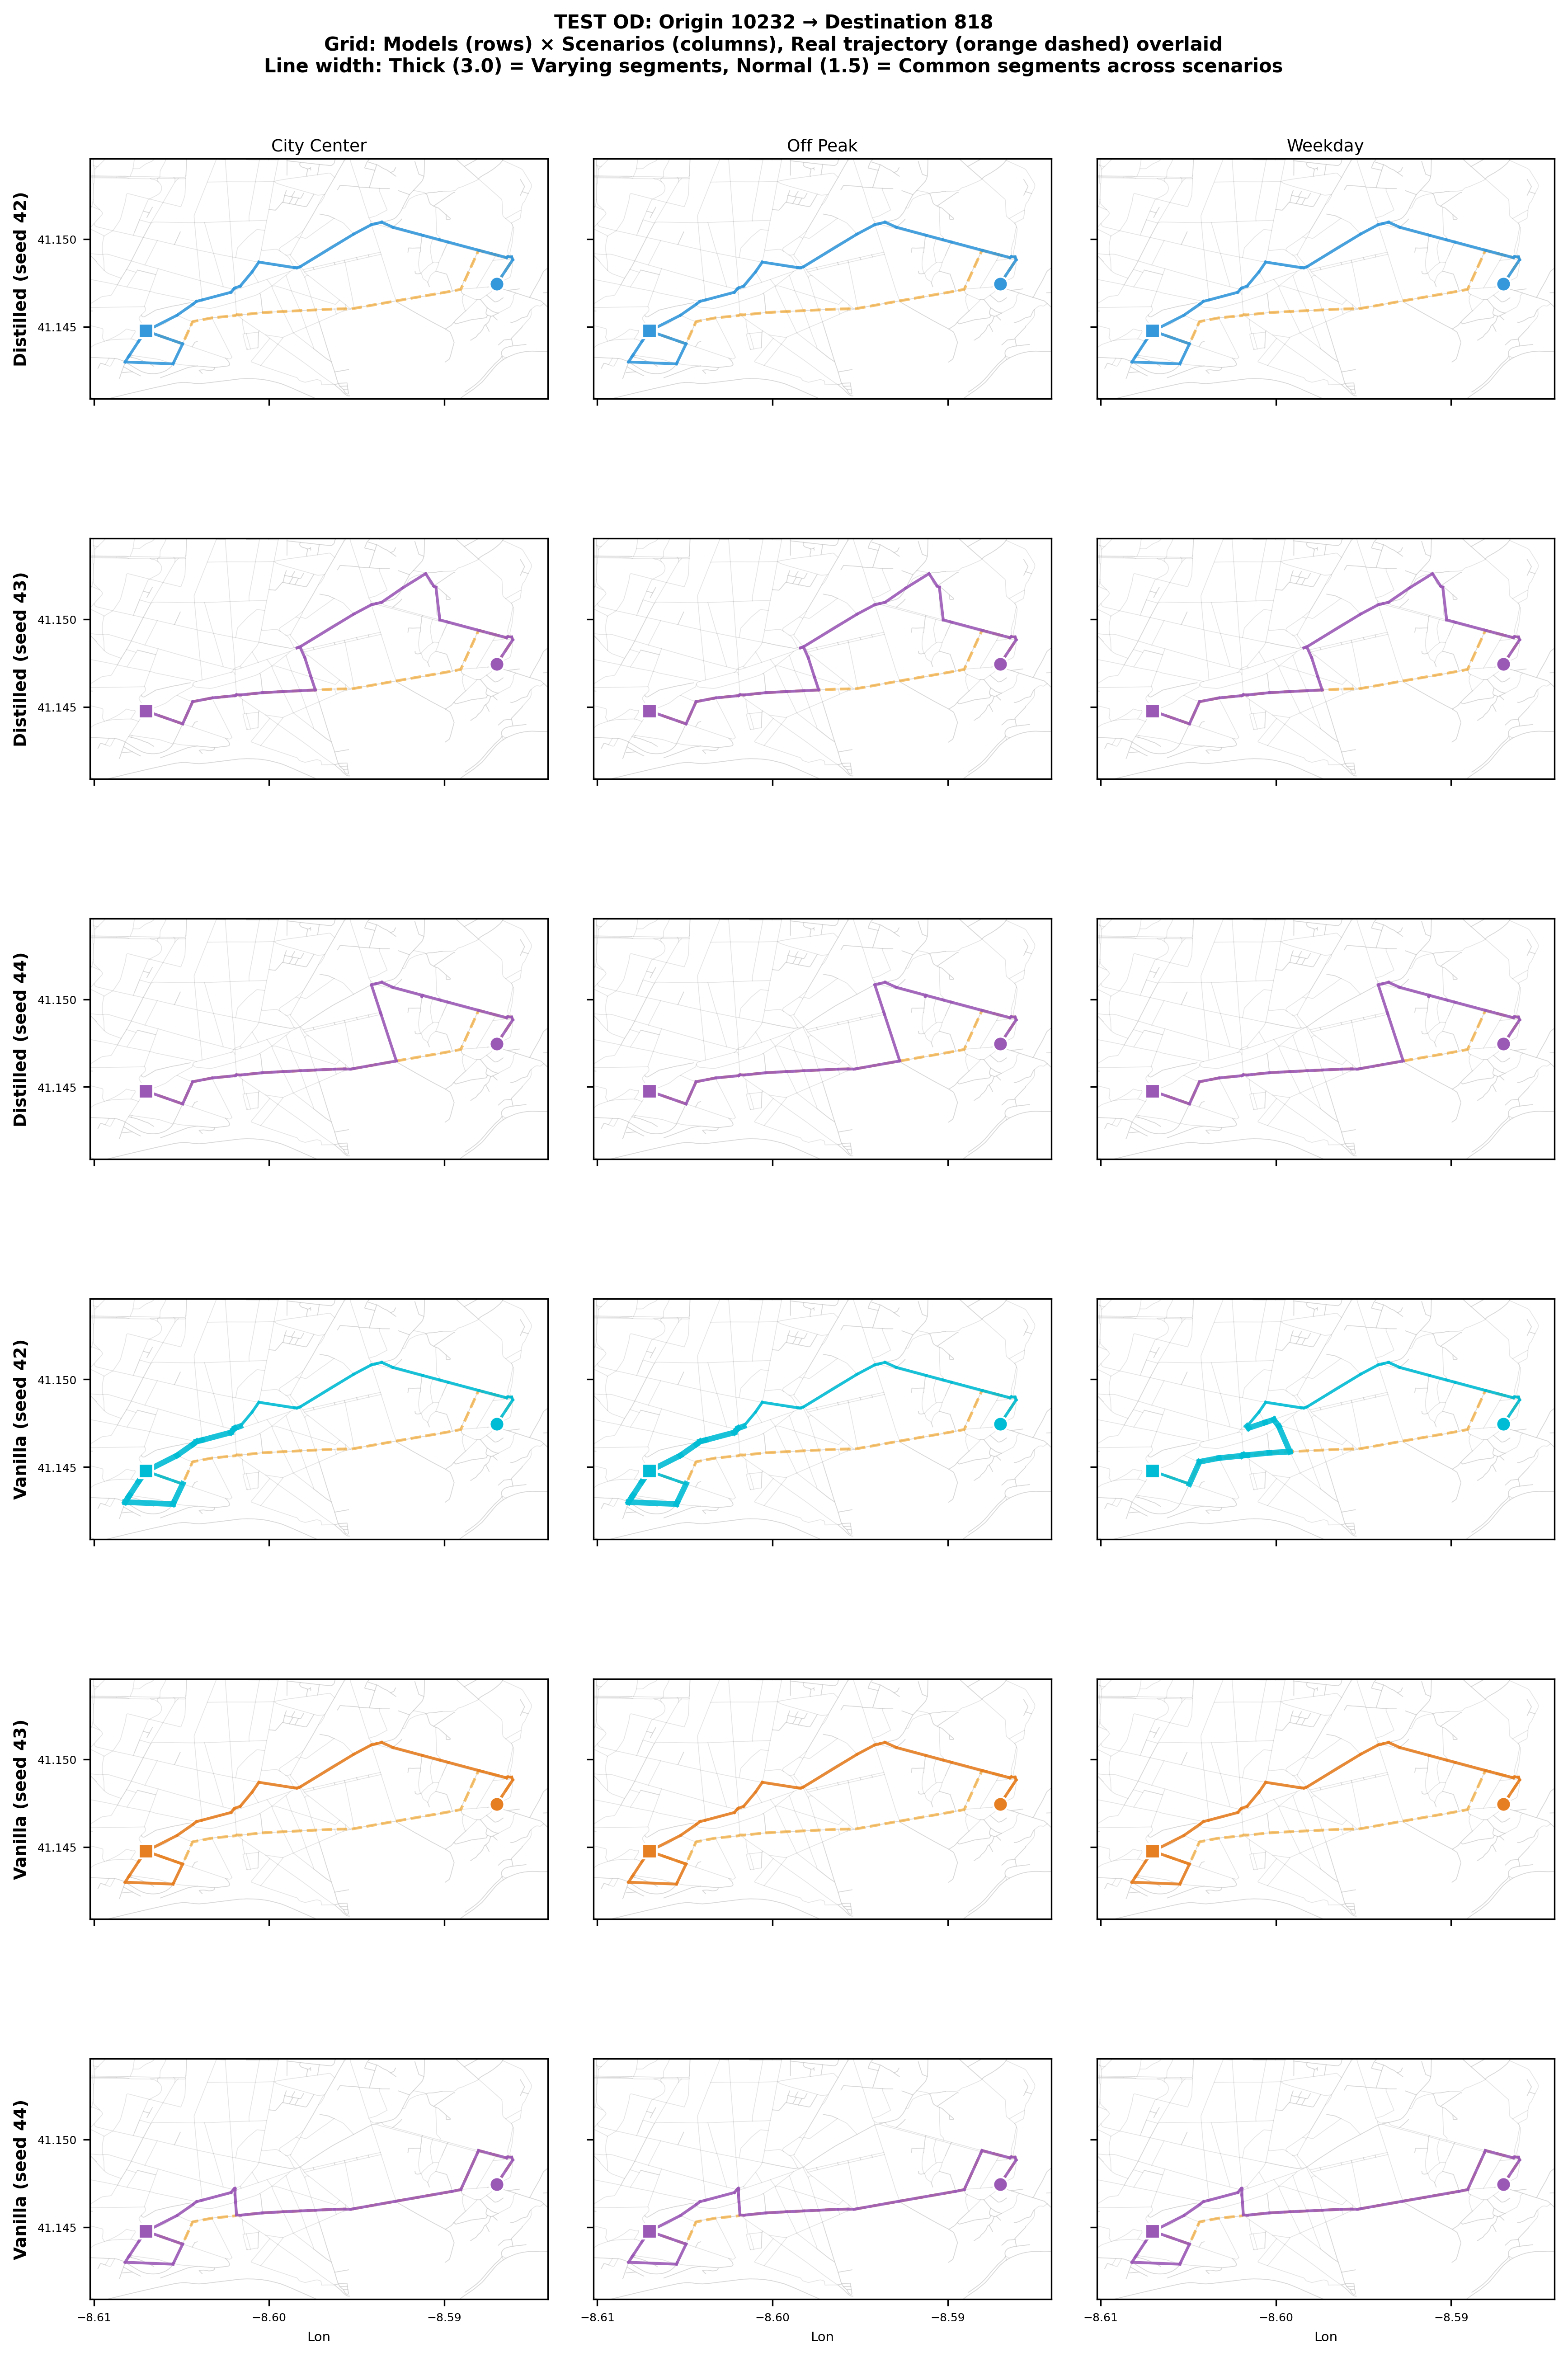 TEST OD: Origin 10232 → Destination 818
Grid: Models (rows) × Scenarios (columns), Real trajectory (orange dashed) overlaid
Line width: Thick (3.0) = Varying segments, Normal (1.5) = Common segments across scenarios
City Center
Off Peak
Weekday
Distilled (seed 42)
41.150
41.145
Distilled (seed 43)
41.150
41.145
Distilled (seed 44)
41.150
41.145
Vanilla (seed 42)
41.150
41.145
Vanilla (seed 43)
41.150
41.145
Vanilla (seed 44)
41.150
41.145
−8.61
−8.60
−8.59
−8.61
−8.60
−8.59
−8.61
−8.60
−8.59
Lon
Lon
Lon